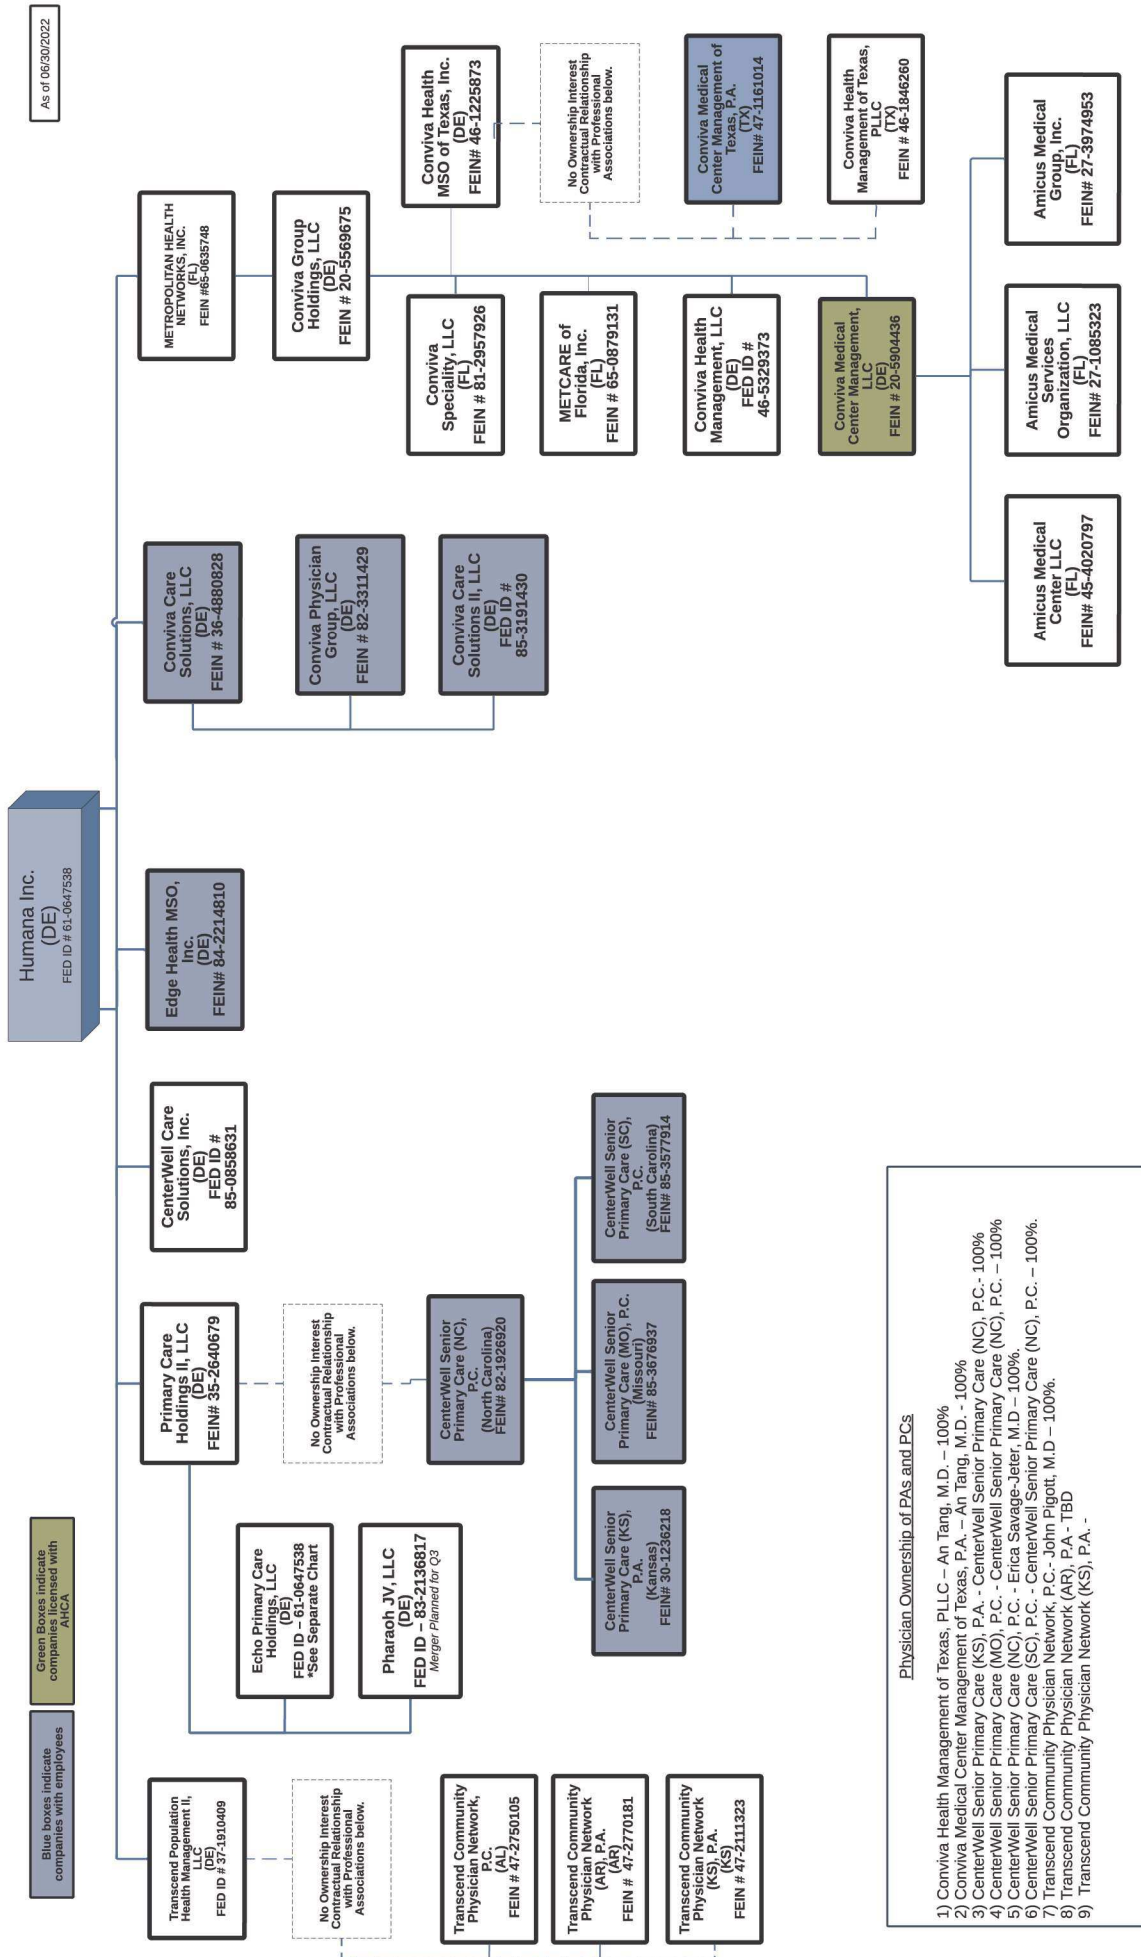 As of 06/30/2022
Blue boxes indicate
companies with employees
Green Boxes indicate
companies licensed with
AHCA
Humana Inc.
(DE)
FED ID # 61-0647538
Transcend Population
Health Management II,
LLC
(DE)
FED ID # 37-1910409
No Ownership Interest
Contractual Relationship
with Professional
Associations below.
Transcend Community
Physician Network,
P.C.
(AL)
FEIN # 47-2750105
Transcend Community
Physician Network
(AR), P.A.
(AR)
FEIN # 47-2770181
Transcend Community
Physician Network
(KS), P.A.
(KS)
FEIN # 47-2111323
Primary Care
Holdings II, LLC
(DE)
FEIN# 35-2640679
Echo Primary Care
Holdings, LLC
(DE)
FED ID – 61-0647538
*See Separate Chart
Pharaoh JV, LLC
(DE)
FED ID – 83-2136817
Merger Planned for Q3
No Ownership Interest
Contractual Relationship
with Professional
Associations below.
CenterWell Senior
Primary Care (NC),
P.C.
(North Carolina)
FEIN# 82-1926920
CenterWell Senior
Primary Care (KS),
P.A.
(Kansas)
FEIN# 30-1236218
CenterWell Senior
Primary Care (MO), P.C.
(Missouri)
FEIN# 85-3676937
CenterWell Senior
Primary Care (SC),
P.C.
(South Carolina)
FEIN# 85-3577914
CenterWell Care
Solutions, Inc.
(DE)
FED ID #
85-0858631
Edge Health MSO,
Inc.
(DE)
FEIN# 84-2214810
Conviva Care
Solutions, LLC
(DE)
FEIN # 36-4880828
Conviva Physician
Group, LLC
(DE)
FEIN # 82-3311429
Conviva Care
Solutions II, LLC
(DE)
FED ID #
85-3191430
METROPOLITAN HEALTH
NETWORKS, INC.
(FL)
FEIN #65-0635748
Conviva Group
Holdings, LLC
(DE)
FEIN # 20-5569675
Conviva
Speciality, LLC
(FL)
FEIN # 81-2957926
METCARE of
Florida, Inc.
(FL)
FEIN # 65-0879131
Conviva Health
Management, LLC
(DE)
FED ID #
46-5329373
Conviva Medical
Center Management,
LLC
(DE)
FEIN # 20-5904436
Conviva Health
MSO of Texas, Inc.
(DE)
FEIN# 46-1225873
No Ownership Interest
Contractual Relationship
with Professional
Associations below.
Conviva Medical
Center Management of
Texas, P.A.
(TX)
FEIN# 47-1161014
Conviva Health
Management of Texas,
PLLC
(TX)
FEIN # 46-1846260
Amicus Medical
Center LLC
(FL)
FEIN# 45-4020797
Amicus Medical
Services
Organization, LLC
(FL)
FEIN# 27-1085323
Amicus Medical
Group, Inc.
(FL)
FEIN# 27-3974953
Physician Ownership of PAs and PCs
1) Conviva Health Management of Texas, PLLC – An Tang, M.D. – 100%
2) Conviva Medical Center Management of Texas, P.A. – An Tang, M.D. - 100%
3) CenterWell Senior Primary Care (KS), P.A. - CenterWell Senior Primary Care (NC), P.C.- 100%
4) CenterWell Senior Primary Care (MO), P.C. - CenterWell Senior Primary Care (NC), P.C. – 100%
5) CenterWell Senior Primary Care (NC), P.C. - Erica Savage-Jeter, M.D – 100%.
6) CenterWell Senior Primary Care (SC), P.C. - CenterWell Senior Primary Care (NC), P.C. – 100%.
7) Transcend Community Physician Network, P.C.- John Pigott, M.D – 100%.
8) Transcend Community Physician Network (AR), P.A - TBD
9) Transcend Community Physician Network (KS), P.A. -